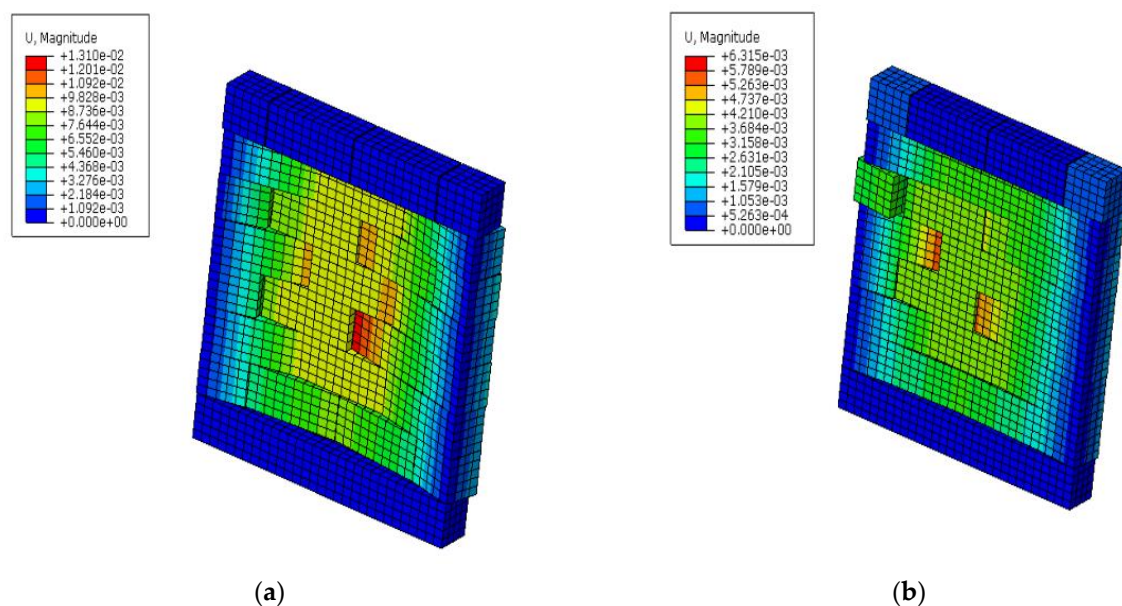 U, Magnitude
+1.310e-02
+1.201e-02
+1.092e-02
+9.828e-03
+8.736e-03
+7.644e-03
+6.552e-03
+5.460e-03
+4.368e-03
+3.276e-03
+2.184e-03
+1.092e-03
+0.000e+00
U, Magnitude
+6.315e-03
+5.789e-03
+5.263e-03
+4.737e-03
+4.210e-03
+3.684e-03
+3.158e-03
+2.631e-03
+2.105e-03
+1.579e-03
+1.053e-03
+5.263e-04
+0.000e+00
(a)
(b)